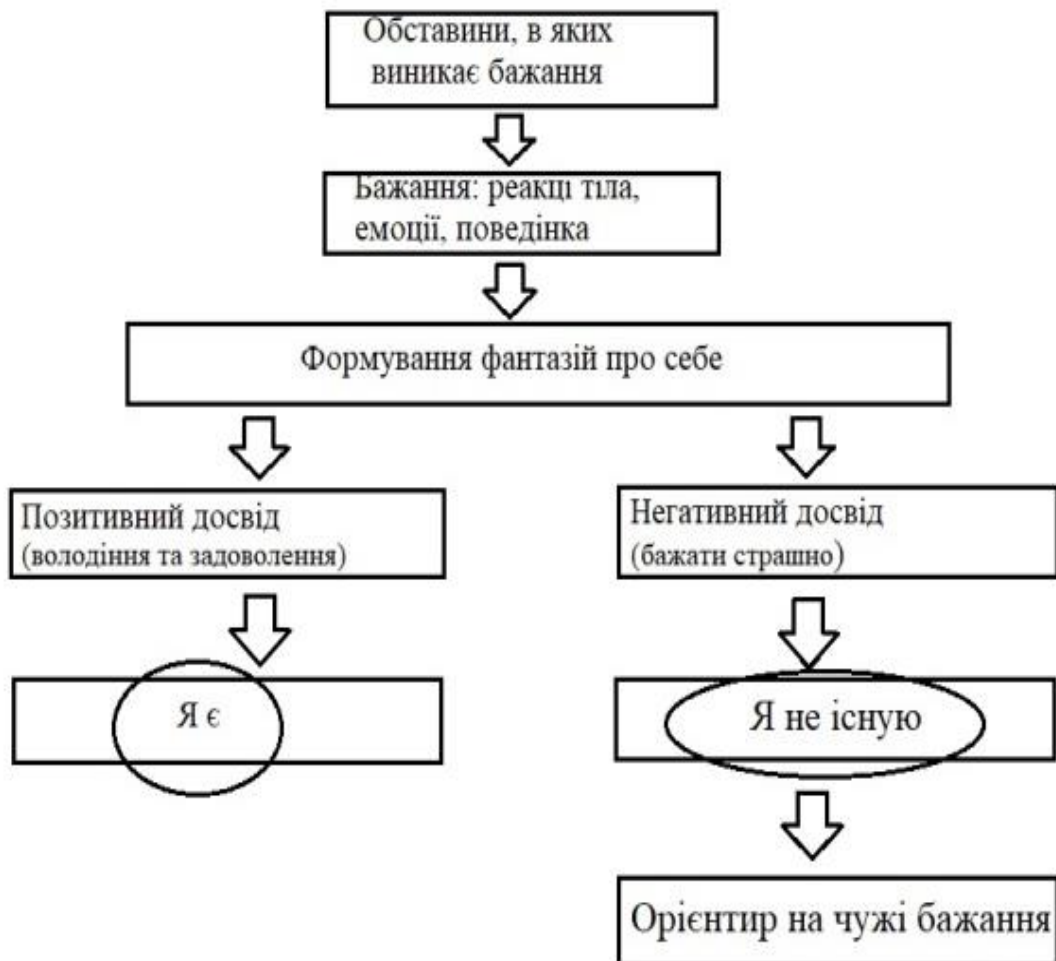 Обставини, в яких
виникає бажання
Бажання: реакці тіла,
емоції, поведінка
Формування фантазій про себе
Позитивний досвід
(володіння та задоволення)
Негативний досвід
(бажати страшно)
Я є
Я не існую
Орієнтир на чужі бажання